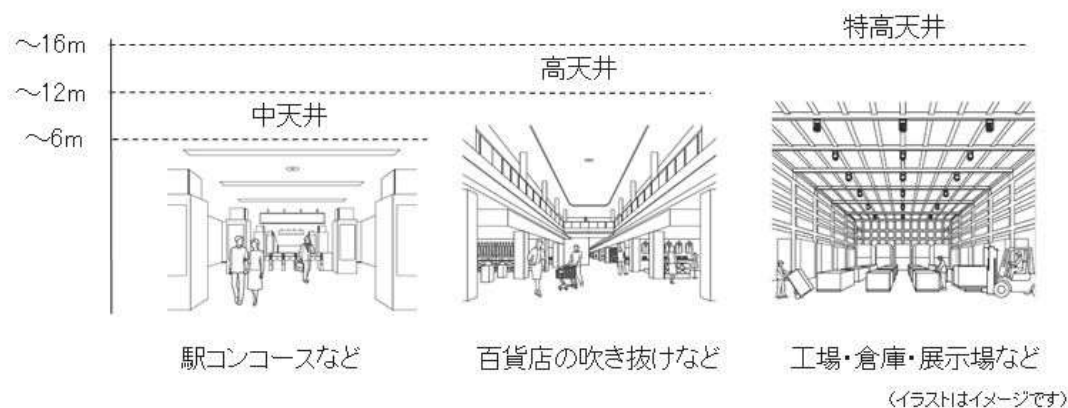 特高天井
～16m
高天井
～12m
中天井
～6m
駅コンコースなど
百貨店の吹き抜けなど
工場・倉庫・展示場など
(イラストはイメージです)